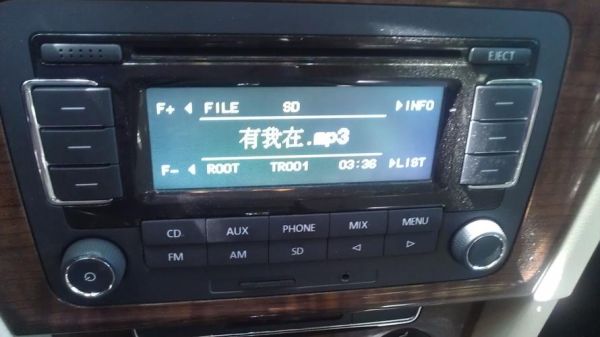 EJECT
F+ FILE SD INFO
有我在.mp3
F- ROOT TR001 03:36 LIST
CD AUX PHONE MIX MENU
FM AM SD